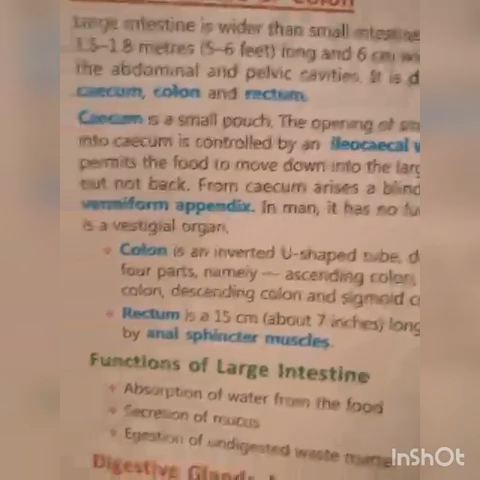 or Colon
Large intestine is wider than small intestine
1.5–1.8 metres (5–6 feet) long and 6 cm
the abdominal and pelvic cavities. It is
caecum, colon and rectum.
Caecum is a small pouch. The opening of
into caecum is controlled by an ileocaecal
permits the food to move down into the
but not back. From caecum arises a blind
vermiform appendix. In man, it has no
is a vestigial organ.
Colon is an inverted U-shaped tube,
four parts, namely — ascending colon,
colon, descending colon and sigmoid
Rectum is a 15 cm (about 7 inches) long
by anal sphincter muscles.
Functions of Large Intestine
Absorption of water from the food
Secretion of mucus
Egestion of undigested waste
Digestive Glands
InShOt